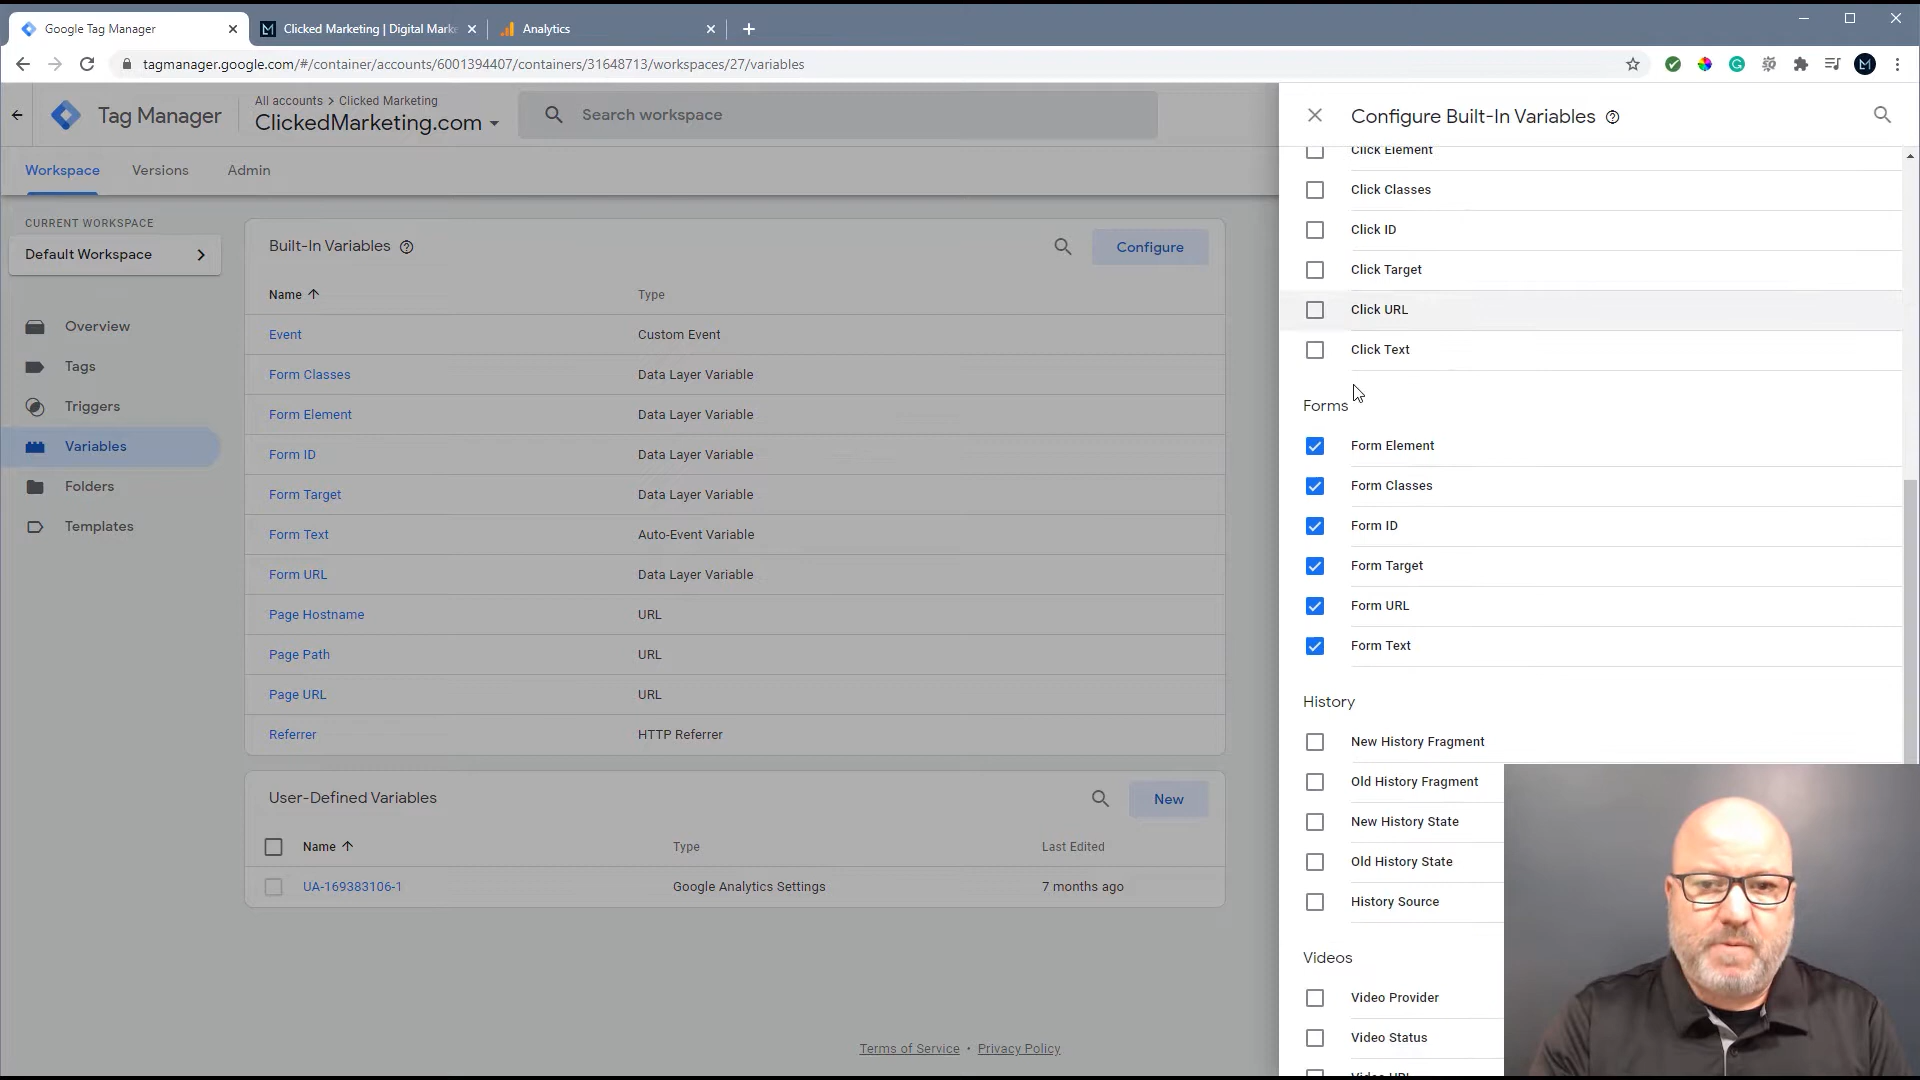 Google Tag Manager
Clicked Marketing | Digital Marke
Analytics
tagmanager.google.com/#/container/accounts/6001394407/containers/31648713/workspaces/27/variables
Tag Manager
All accounts > Clicked Marketing
ClickedMarketing.com
Search workspace
Workspace
Versions
Admin
CURRENT WORKSPACE
Default Workspace
Overview
Tags
Triggers
Variables
Folders
Templates
Built-In Variables
Configure
Name Type
Event Custom Event
Form Classes Data Layer Variable
Form Element Data Layer Variable
Form ID Data Layer Variable
Form Target Data Layer Variable
Form Text Auto-Event Variable
Form URL Data Layer Variable
Page Hostname URL
Page Path URL
Page URL URL
Referrer HTTP Referrer
User-Defined Variables
New
Name Type Last Edited
UA-169383106-1 Google Analytics Settings 7 months ago
Terms of Service • Privacy Policy
Configure Built-In Variables
Click Element
Click Classes
Click ID
Click Target
Click URL
Click Text
Forms
Form Element
Form Classes
Form ID
Form Target
Form URL
Form Text
History
New History Fragment
Old History Fragment
New History State
Old History State
History Source
Videos
Video Provider
Video Status